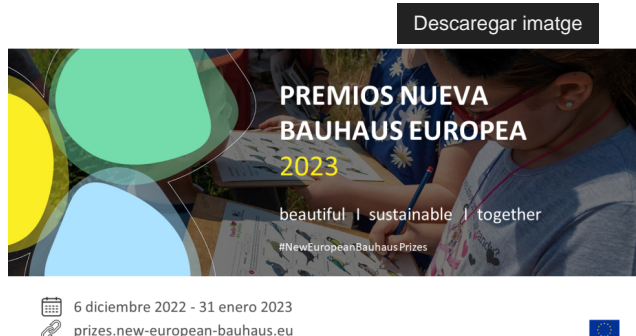 Descaregar imatge
PREMIOS NUEVA
BAUHAUS EUROPEA
2023
beautiful I sustainable I together
#NewEuropeanBauhausPrizes
6 diciembre 2022 - 31 enero 2023
prizes.new-european-bauhaus.eu